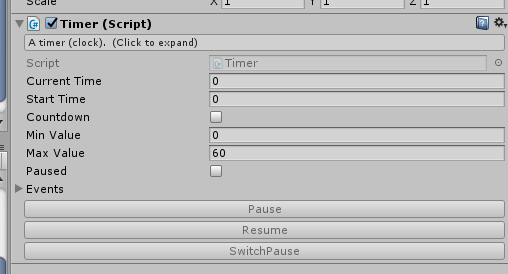 Scale X 1 Y 1 Z 1
Timer (Script)
A timer (clock). (Click to expand)
Script Timer
Current Time 0
Start Time 0
Countdown
Min Value 0
Max Value 60
Paused
Events
Pause
Resume
SwitchPause